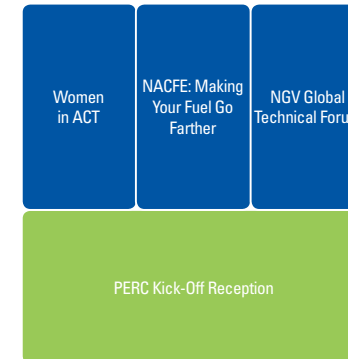 Women
in ACT
NACFE: Making
Your Fuel Go
Farther
NGV Global
Technical Foru
PERC Kick-Off Reception